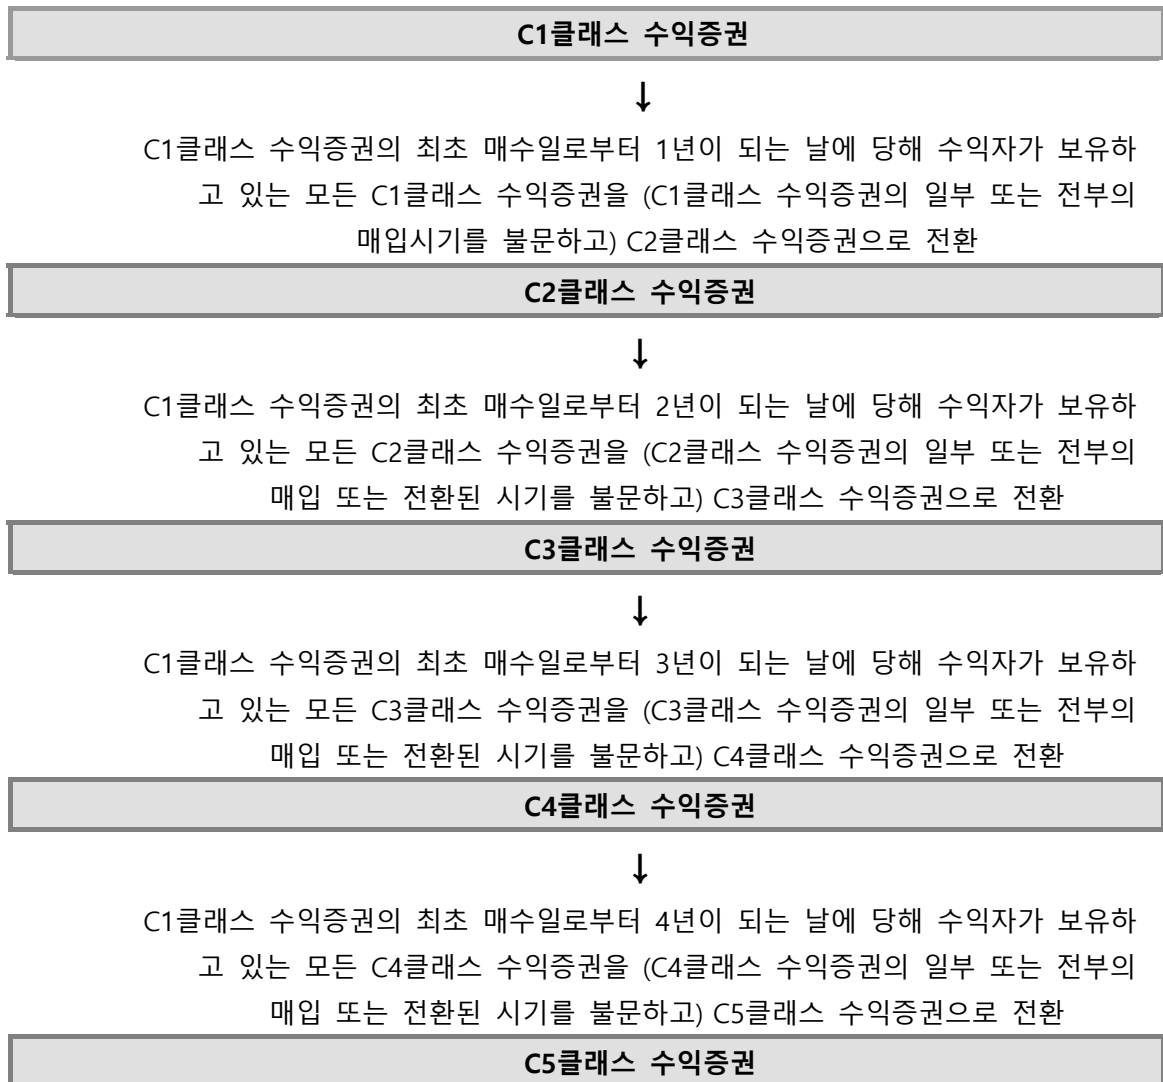 C1클래스 수익증권
↓
C1클래스 수익증권의 최초 매수일로부터 1년이 되는 날에 당해 수익자가 보유하
고 있는 모든 C1클래스 수익증권을 (C1클래스 수익증권의 일부 또는 전부의
매입시기를 불문하고) C2클래스 수익증권으로 전환
C2클래스 수익증권
↓
C1클래스 수익증권의 최초 매수일로부터 2년이 되는 날에 당해 수익자가 보유하
고 있는 모든 C2클래스 수익증권을 (C2클래스 수익증권의 일부 또는 전부의
매입 또는 전환된 시기를 불문하고) C3클래스 수익증권으로 전환
C3클래스 수익증권
↓
C1클래스 수익증권의 최초 매수일로부터 3년이 되는 날에 당해 수익자가 보유하
고 있는 모든 C3클래스 수익증권을 (C3클래스 수익증권의 일부 또는 전부의
매입 또는 전환된 시기를 불문하고) C4클래스 수익증권으로 전환
C4클래스 수익증권
↓
C1클래스 수익증권의 최초 매수일로부터 4년이 되는 날에 당해 수익자가 보유하
고 있는 모든 C4클래스 수익증권을 (C4클래스 수익증권의 일부 또는 전부의
매입 또는 전환된 시기를 불문하고) C5클래스 수익증권으로 전환
C5클래스 수익증권